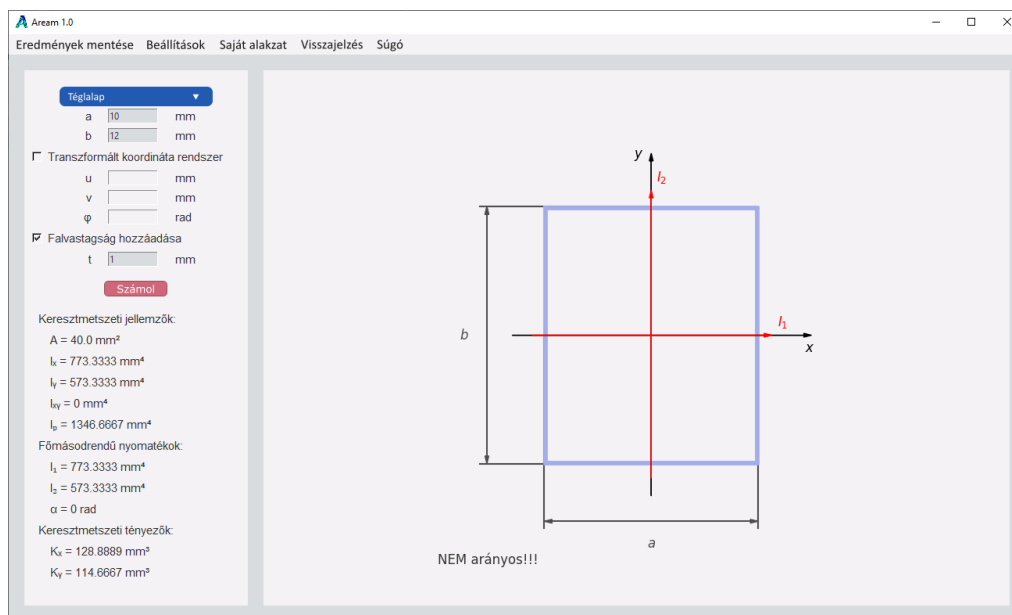 Aream 1.0
Eredmények mentése Beállítások Saját alakzat Visszajelzés Súgó
Téglalap
a 10 mm
b 12 mm
Transzformált koordináta rendszer
u mm
v mm
φ rad
Falvastagság hozzáadása
t 1 mm
Számol
Keresztmetszeti jellemzők:
A = 40.0 mm²
Iₓ = 773.3333 mm⁴
Iᵧ = 573.3333 mm⁴
Iₓᵧ = 0 mm⁴
Iₚ = 1346.6667 mm⁴
Főmásodrendű nyomatékok:
I₁ = 773.3333 mm⁴
I₂ = 573.3333 mm⁴
α = 0 rad
Keresztmetszeti tényezők:
Kₓ = 128.8889 mm³
Kᵧ = 114.6667 mm³
y
I₂
b
I₁
x
a
NEM arányos!!!